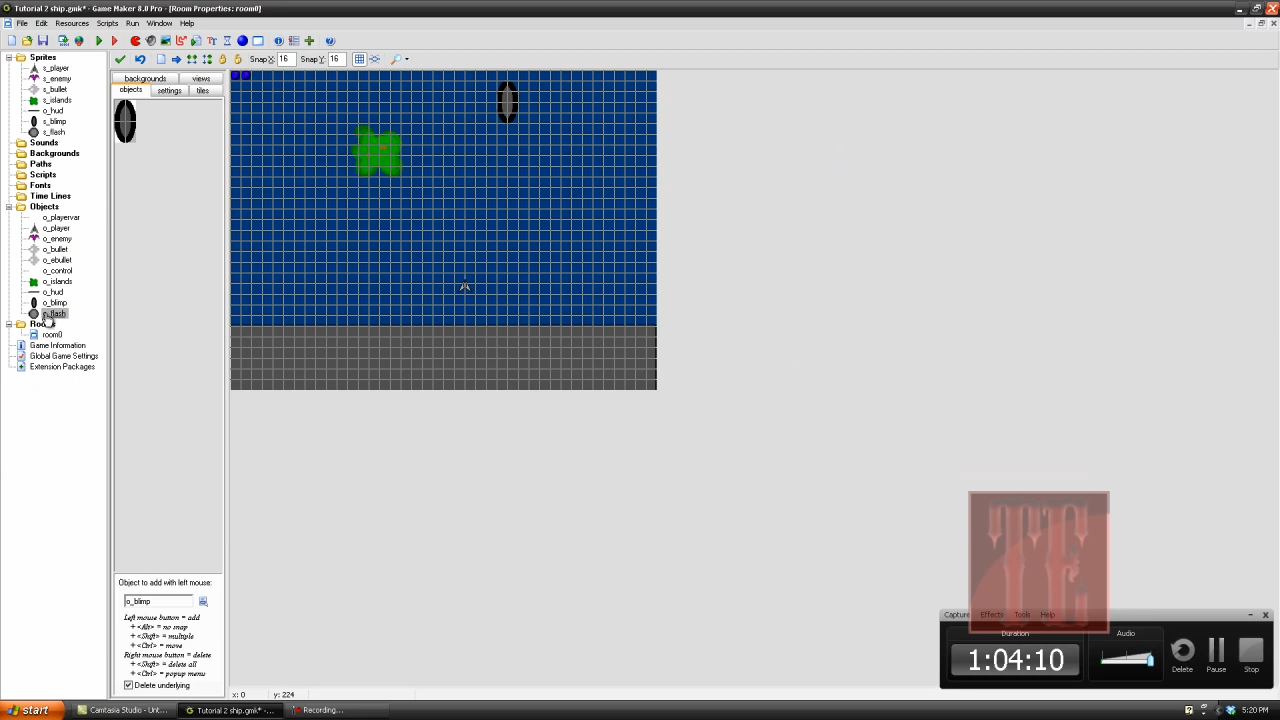 Tutorial 2 ship.gmk* - Game Maker 8.0 Pro - [Room Properties: room0]
File Edit Resources Scripts Run Window Help
Snap X: 16 Snap Y: 16
Sprites
s_player
s_enemy
s_bullet
s_islands
o_hud
s_blimp
s_flash
Sounds
Backgrounds
Paths
Scripts
Fonts
Time Lines
Objects
o_playervar
o_player
o_enemy
o_bullet
o_ebullet
o_control
o_islands
o_hud
o_blimp
o_flash
room0
Game Information
Global Game Settings
Extension Packages
backgrounds views
objects settings tiles
Object to add with left mouse:
o_blimp
Left mouse button = add
+ <Alt> = no snap
+ <Shift> = multiple
+ <Ctrl> = move
Right mouse button = delete
+ <Shift> = delete all
+ <Ctrl> = popup menu
Delete underlying
x: 0 y: 224
Capture Effects Tools Help
Duration Audio
1:04:10
Delete Pause Stop
start Camtasia Studio - Unt... Tutorial 2 ship.gmk* -... Recording... 5:20 PM